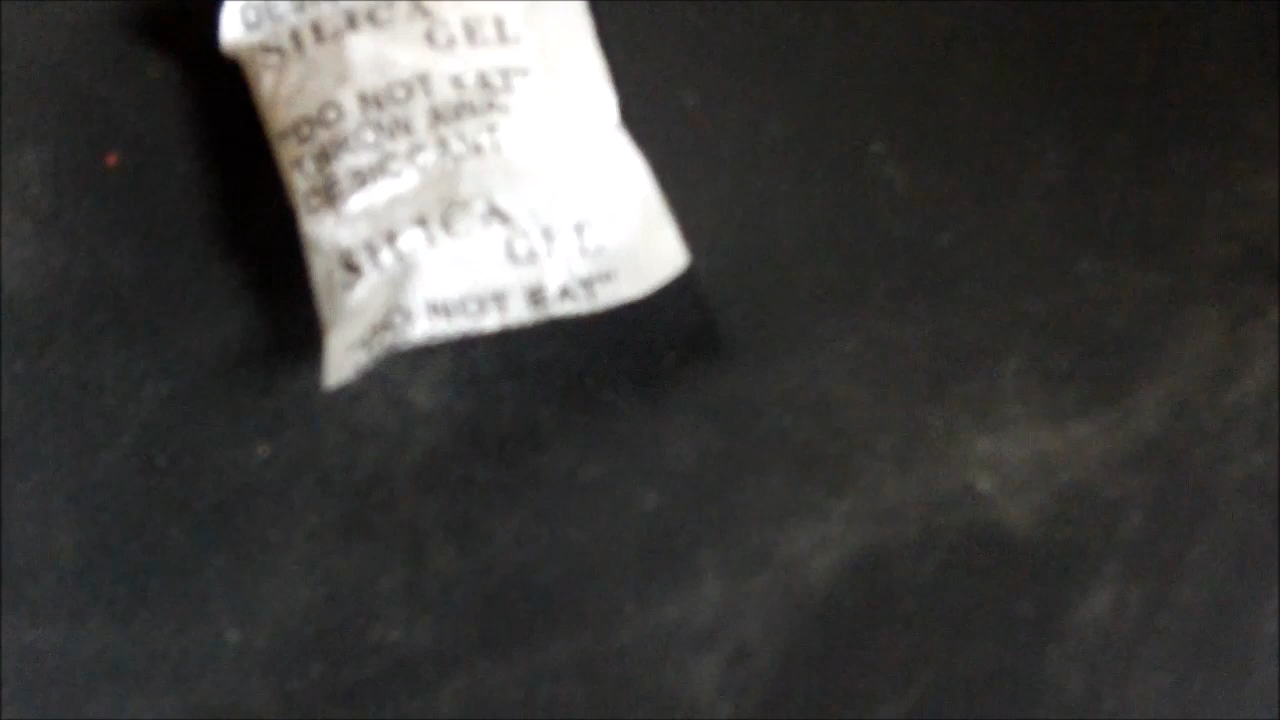 SILICA
GEL
"DO NOT EAT"
THROW AWAY
DESICCANT
SILICA
GEL
"DO NOT EAT"